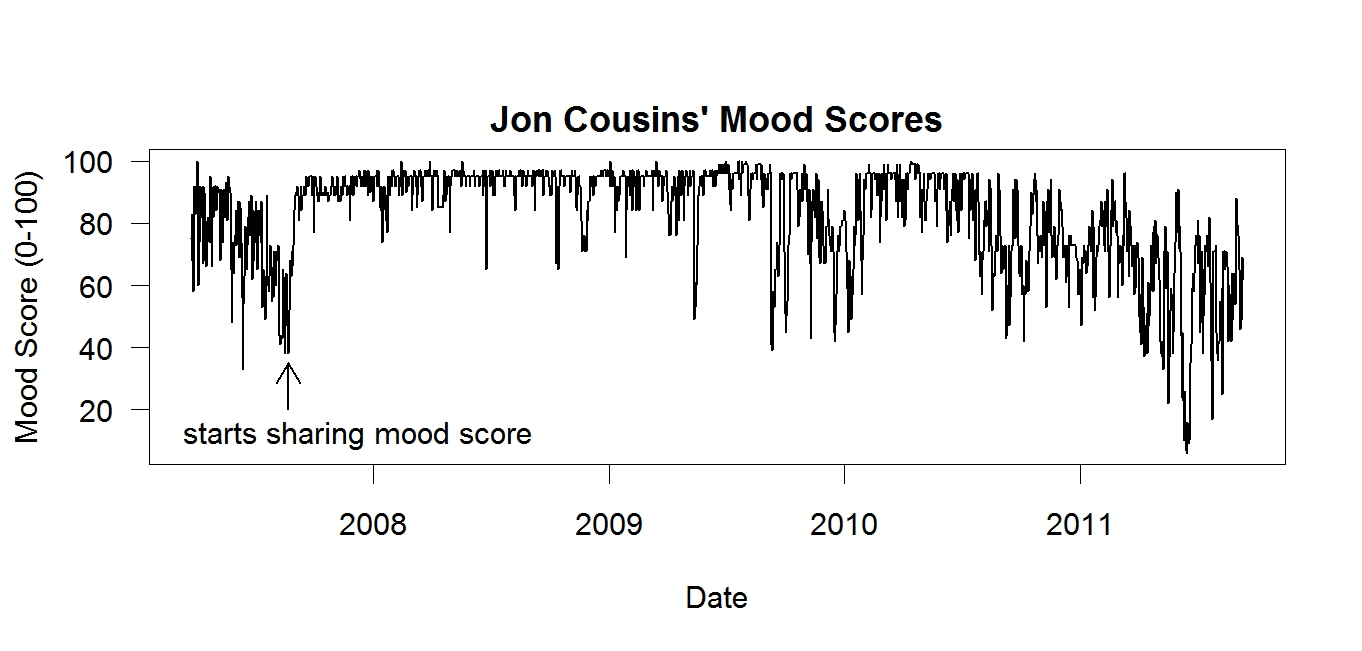 Jon Cousins' Mood Scores
Mood Score (0-100)
100
80
60
40
20
starts sharing mood score
2008 2009 2010 2011
Date